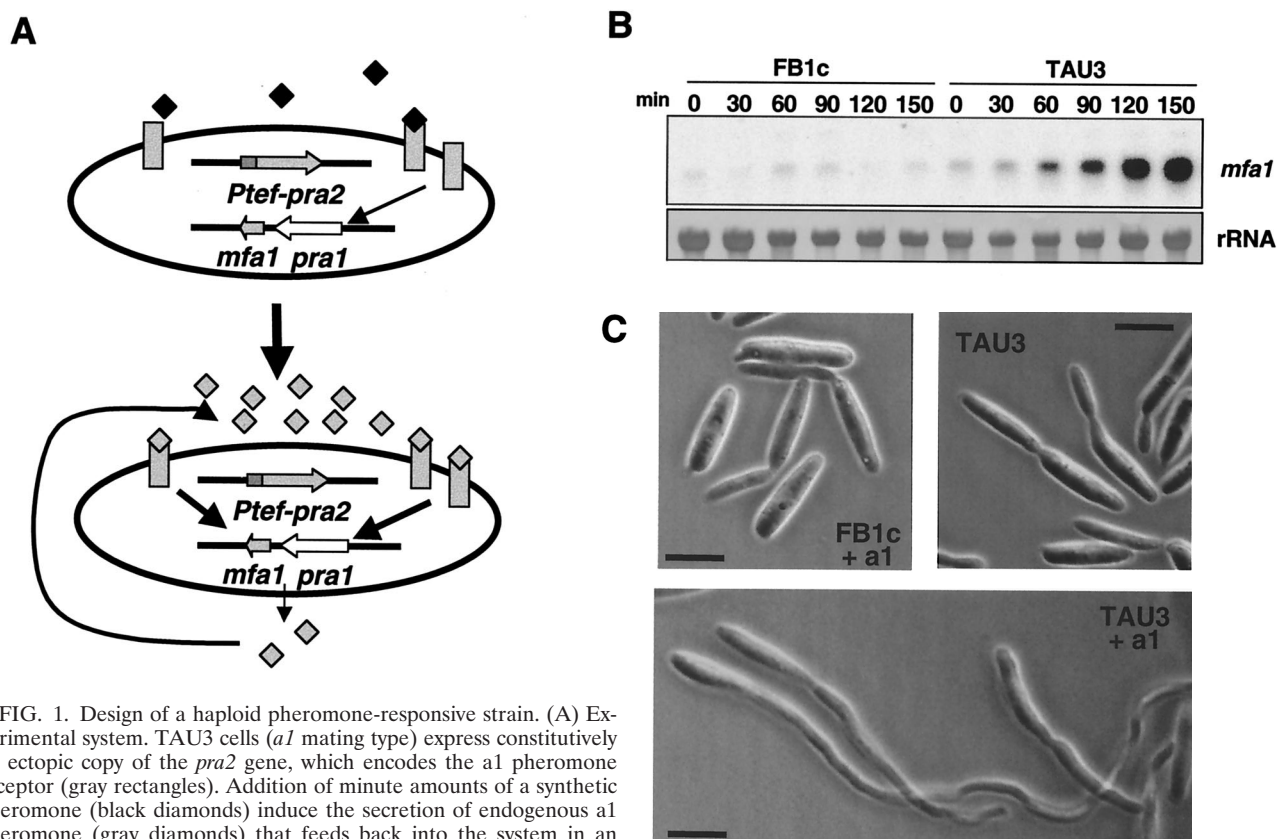 A
Ptef-pra2
mfa1 pra1
Ptef-pra2
mfa1 pra1
B
FB1c TAU3
min 0 30 60 90 120 150 0 30 60 90 120 150
mfa1
rRNA
C
FB1c
+ a1
TAU3
TAU3
+ a1
FIG. 1. Design of a haploid pheromone-responsive strain. (A) Ex-
rimental system. TAU3 cells (a1 mating type) express constitutively
ectopic copy of the pra2 gene, which encodes the a1 pheromone
ceptor (gray rectangles). Addition of minute amounts of a synthetic
eromone (black diamonds) induce the secretion of endogenous a1
eromone (gray diamonds) that feeds back into the system in an